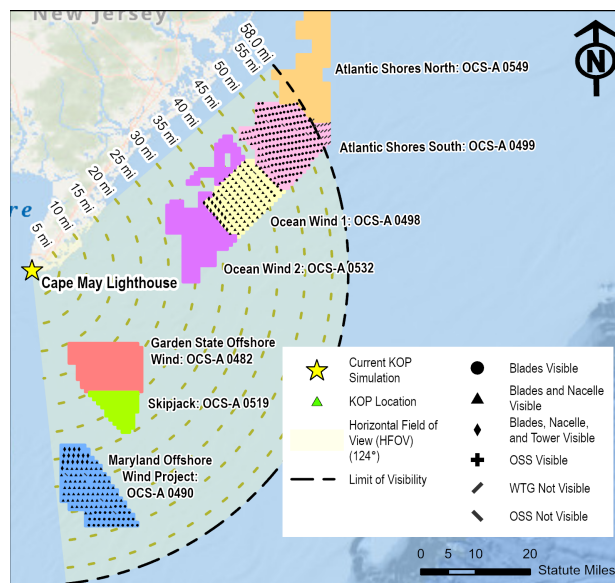 New Jersey
58.0 mi
55 mi
50 mi
45 mi
40 mi
35 mi
30 mi
25 mi
20 mi
15 mi
10 mi
5 mi
N
Atlantic Shores North: OCS-A 0549
Atlantic Shores South: OCS-A 0499
re
Ocean Wind 1: OCS-A 0498
Ocean Wind 2: OCS-A 0532
Cape May Lighthouse
Garden State Offshore
Wind: OCS-A 0482
Skipjack: OCS-A 0519
Maryland Offshore
Wind Project:
OCS-A 0490
Current KOP
Simulation
KOP Location
Horizontal Field of
View (HFOV)
(124°)
Limit of Visibility
Blades Visible
Blades and Nacelle
Visible
Blades, Nacelle,
and Tower Visible
OSS Visible
WTG Not Visible
OSS Not Visible
0 5 10 20
Statute Miles